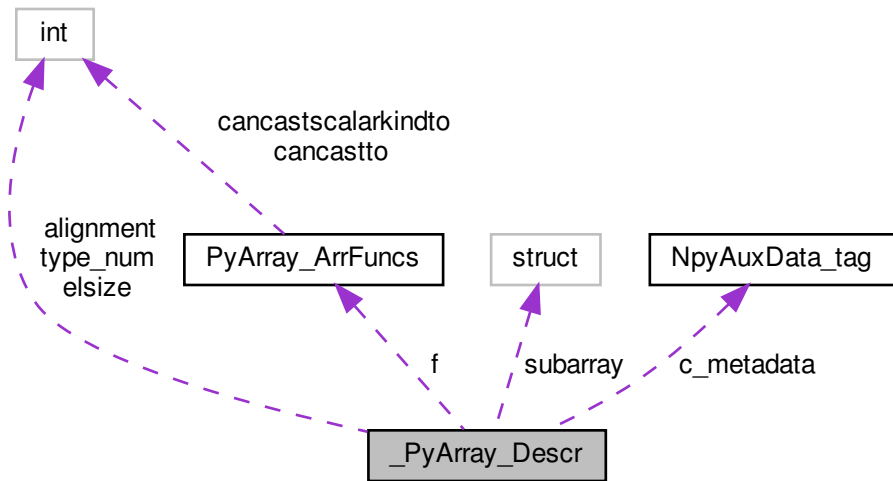 int
cancastscalarkindto
cancastto
alignment
type_num
elsize
PyArray_ArrFuncs
struct
NpyAuxData_tag
f
subarray
c_metadata
_PyArray_Descr